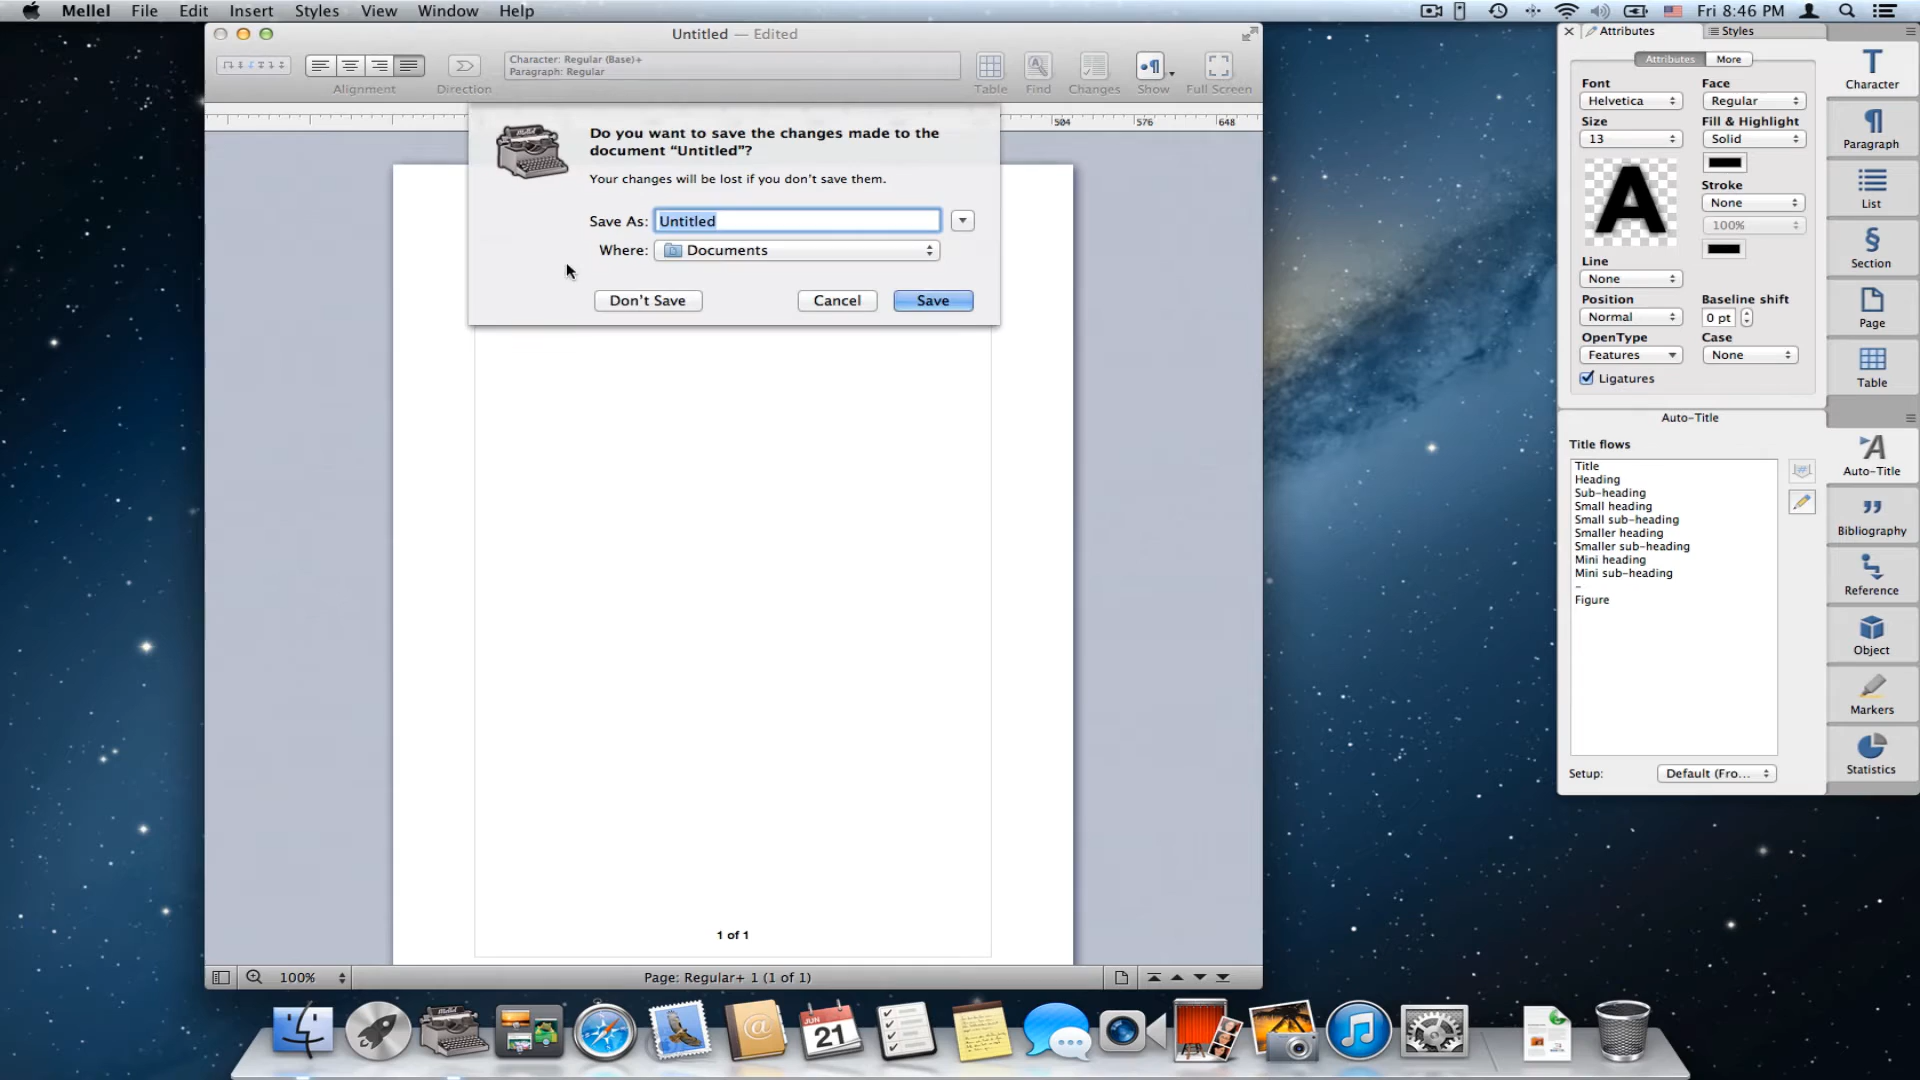 Mellel File Edit Insert Styles View Window Help Fri 8:46 PM
Untitled — Edited
Character: Regular (Base)+
Paragraph: Regular
Alignment Direction Table Find Changes Show Full Screen
504 576 648
Do you want to save the changes made to the
document “Untitled”?
Your changes will be lost if you don’t save them.
Save As: Untitled
Where: Documents
Don’t Save Cancel Save
1 of 1
100% Page: Regular+ 1 (1 of 1)
Attributes Styles
Attributes More
Font Face
Helvetica Regular
Size Fill & Highlight
13 Solid
A
Stroke
None
100%
Line
None
Position Baseline shift
Normal 0 pt
OpenType Case
Features None
Ligatures
Auto-Title
Title flows
Title
Heading
Sub-heading
Small heading
Small sub-heading
Smaller heading
Smaller sub-heading
Mini heading
Mini sub-heading
-
Figure
Setup: Default (Fro...
Character
Paragraph
List
Section
Page
Table
Auto-Title
Bibliography
Reference
Object
Markers
Statistics
JUN
21